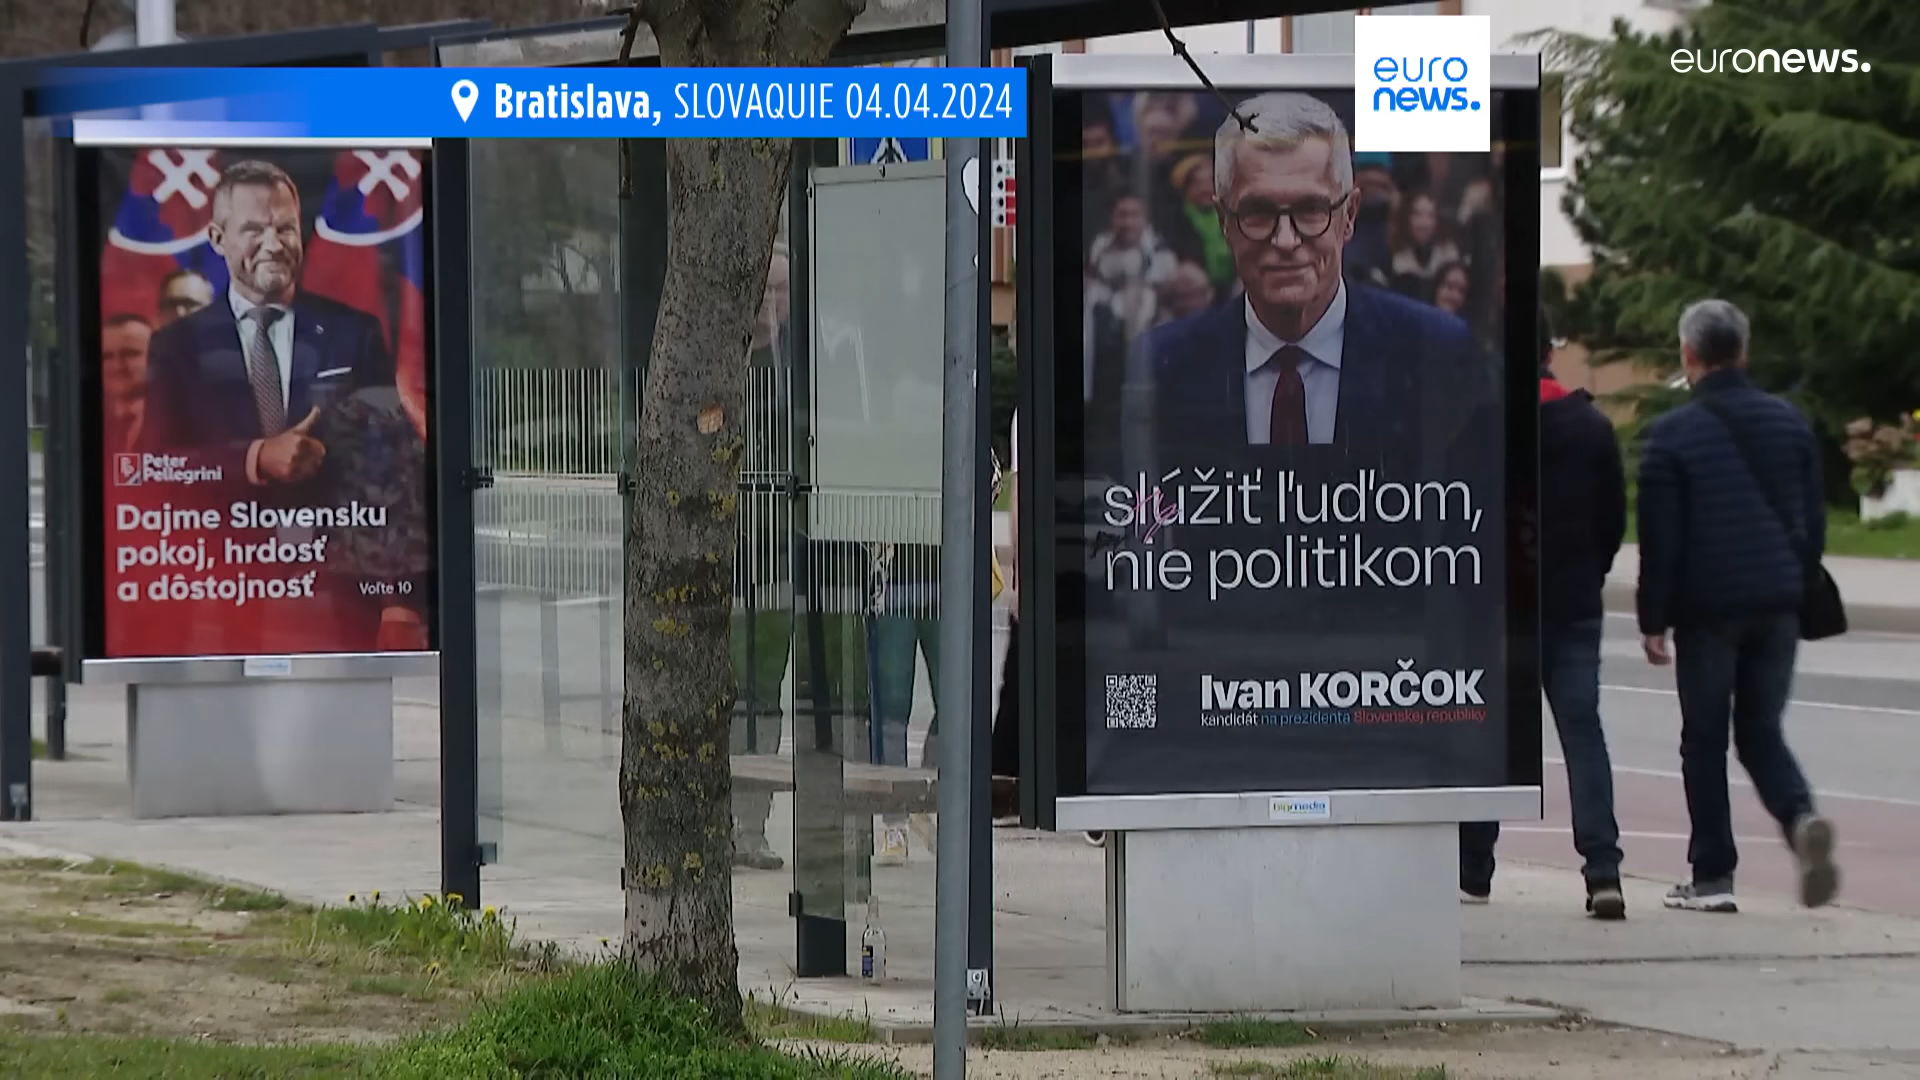 Bratislava, SLOVAQUIE 04.04.2024
euro
news.
euronews.
Peter
Pellegrini
Dajme Slovensku
pokoj, hrdosť
a dôstojnosť
Voľte 10
slúžiť ľuďom,
nie politikom
Ivan KORČOK
kandidát na prezidenta Slovenskej republiky
bigmedia